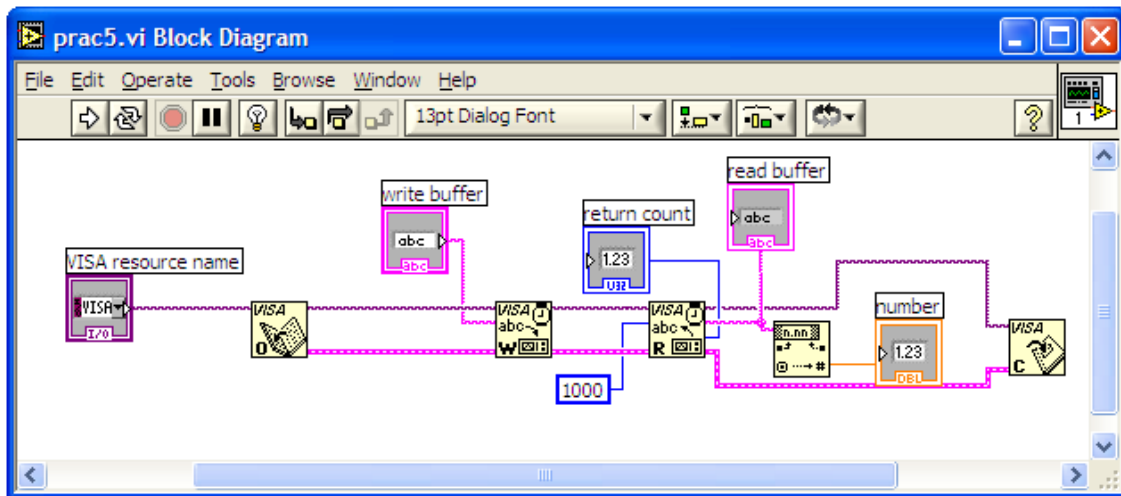 prac5.vi Block Diagram
File Edit Operate Tools Browse Window Help
13pt Dialog Font
?
1
read buffer
abc
abc
write buffer
abc
abc
return count
1.23
U32
VISA resource name
VISA
I/O
number
1.23
DBL
VISA
O
VISA
abc
W
VISA
abc
R
n.nn
#
VISA
C
1000